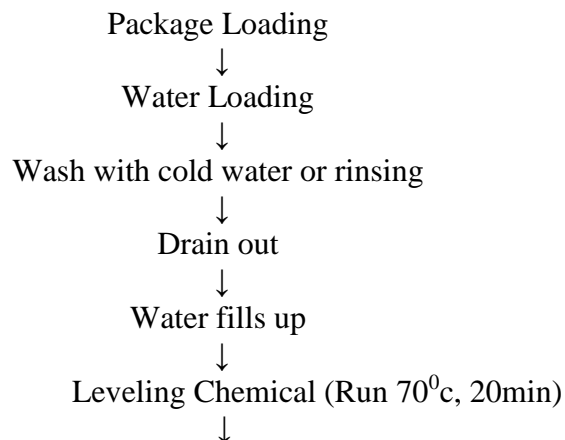 Package Loading
↓
Water Loading
↓
Wash with cold water or rinsing
↓
Drain out
↓
Water fills up
↓
Leveling Chemical (Run 70⁰c, 20min)
↓